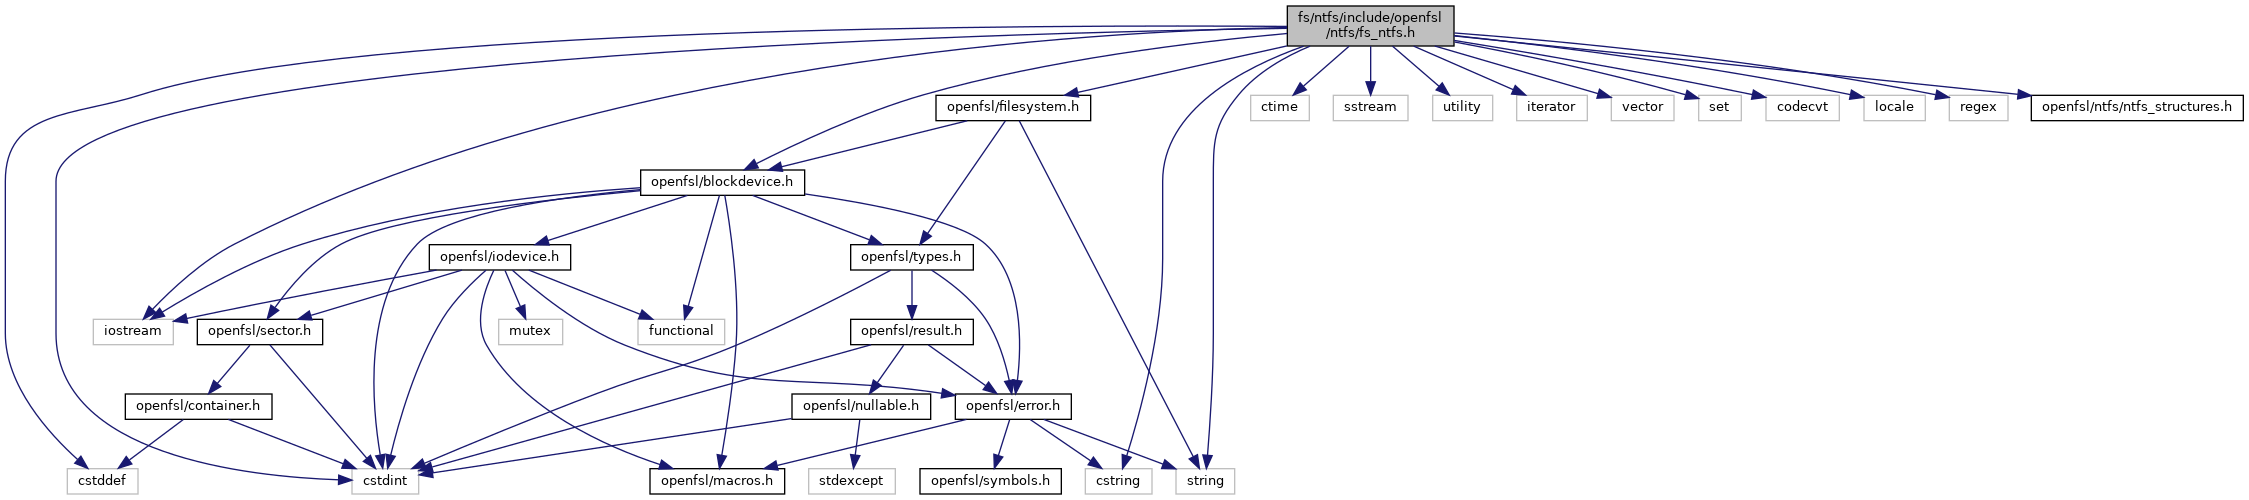 fs/ntfs/include/openfsl
/ntfs/fs_ntfs.h
openfsl/filesystem.h
ctime
sstream
utility
iterator
vector
set
codecvt
locale
regex
openfsl/ntfs/ntfs_structures.h
openfsl/blockdevice.h
openfsl/iodevice.h
openfsl/types.h
iostream
openfsl/sector.h
mutex
functional
openfsl/result.h
openfsl/container.h
openfsl/nullable.h
openfsl/error.h
cstddef
cstdint
openfsl/macros.h
stdexcept
openfsl/symbols.h
cstring
string